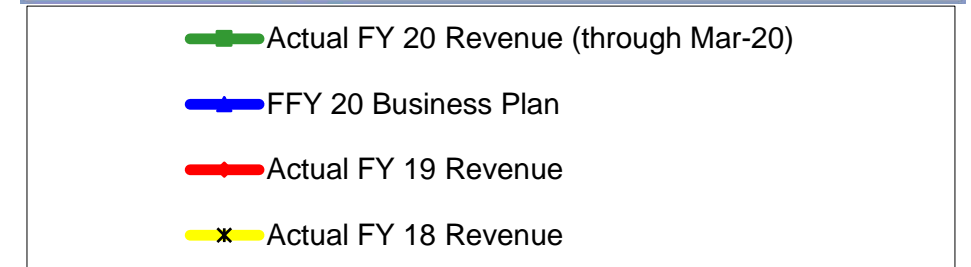 Actual FY 20 Revenue (through Mar-20)
FFY 20 Business Plan
Actual FY 19 Revenue
Actual FY 18 Revenue